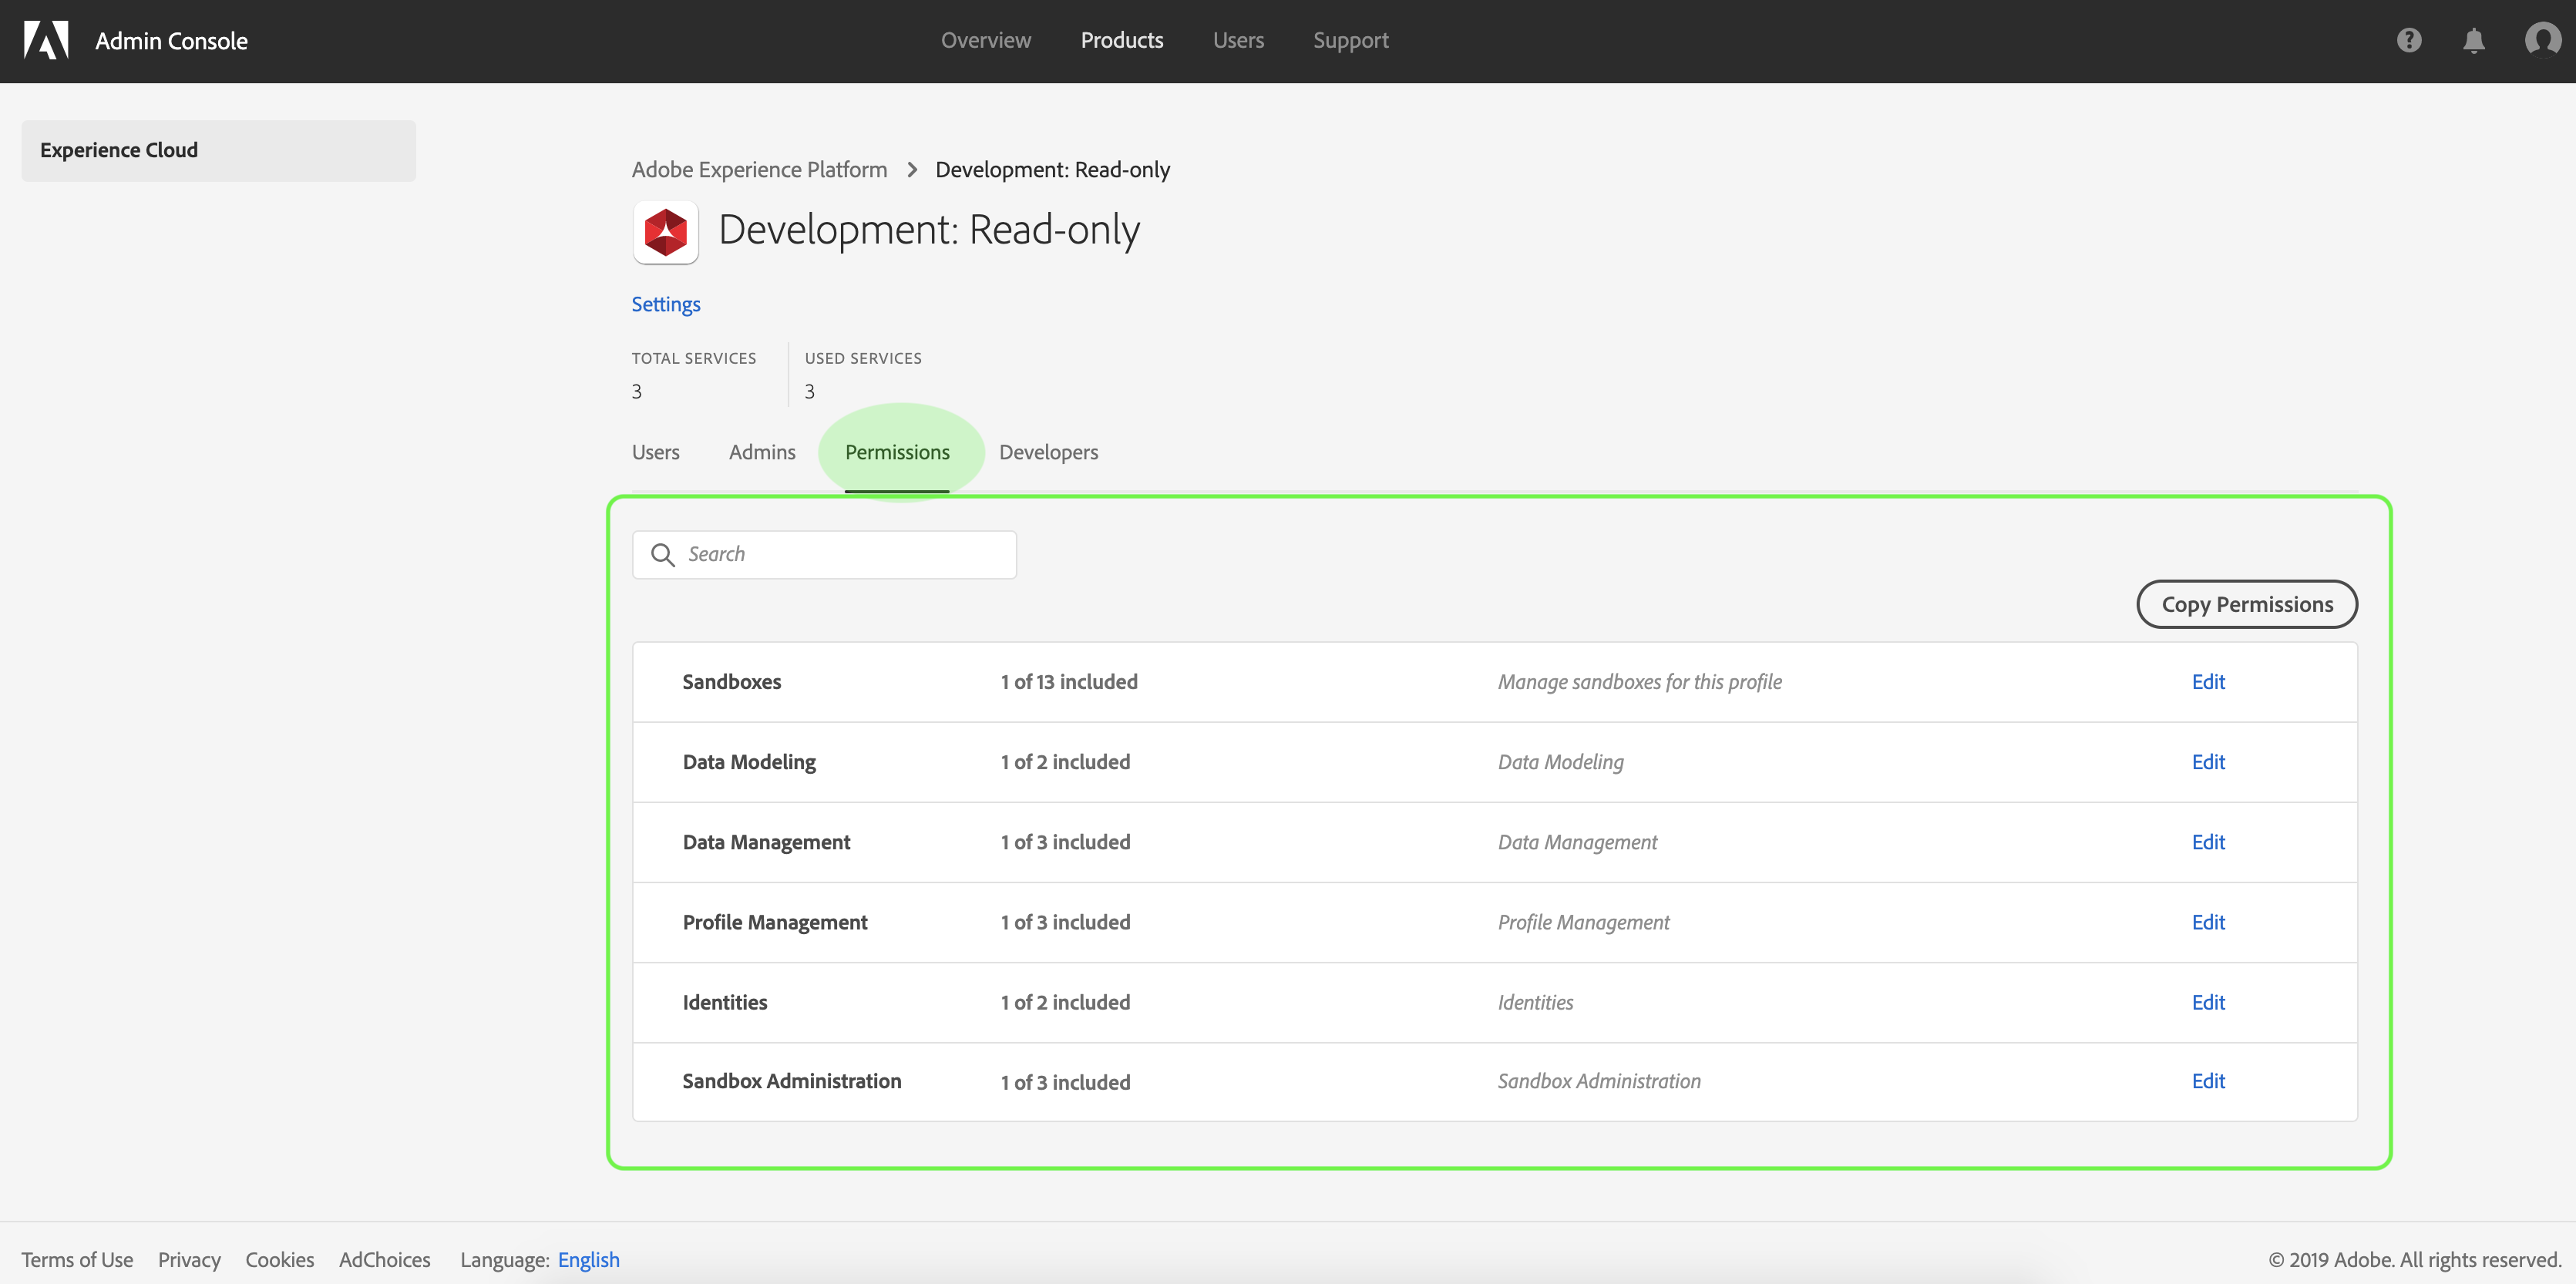 Admin Console Overview Products Users Support
Experience Cloud
Adobe Experience Platform > Development: Read-only
Development: Read-only
Settings
TOTAL SERVICES USED SERVICES
3 3
Users Admins Permissions Developers
Search
Copy Permissions
Sandboxes 1 of 13 included Manage sandboxes for this profile Edit
Data Modeling 1 of 2 included Data Modeling Edit
Data Management 1 of 3 included Data Management Edit
Profile Management 1 of 3 included Profile Management Edit
Identities 1 of 2 included Identities Edit
Sandbox Administration 1 of 3 included Sandbox Administration Edit
Terms of Use Privacy Cookies AdChoices Language: English © 2019 Adobe. All rights reserved.